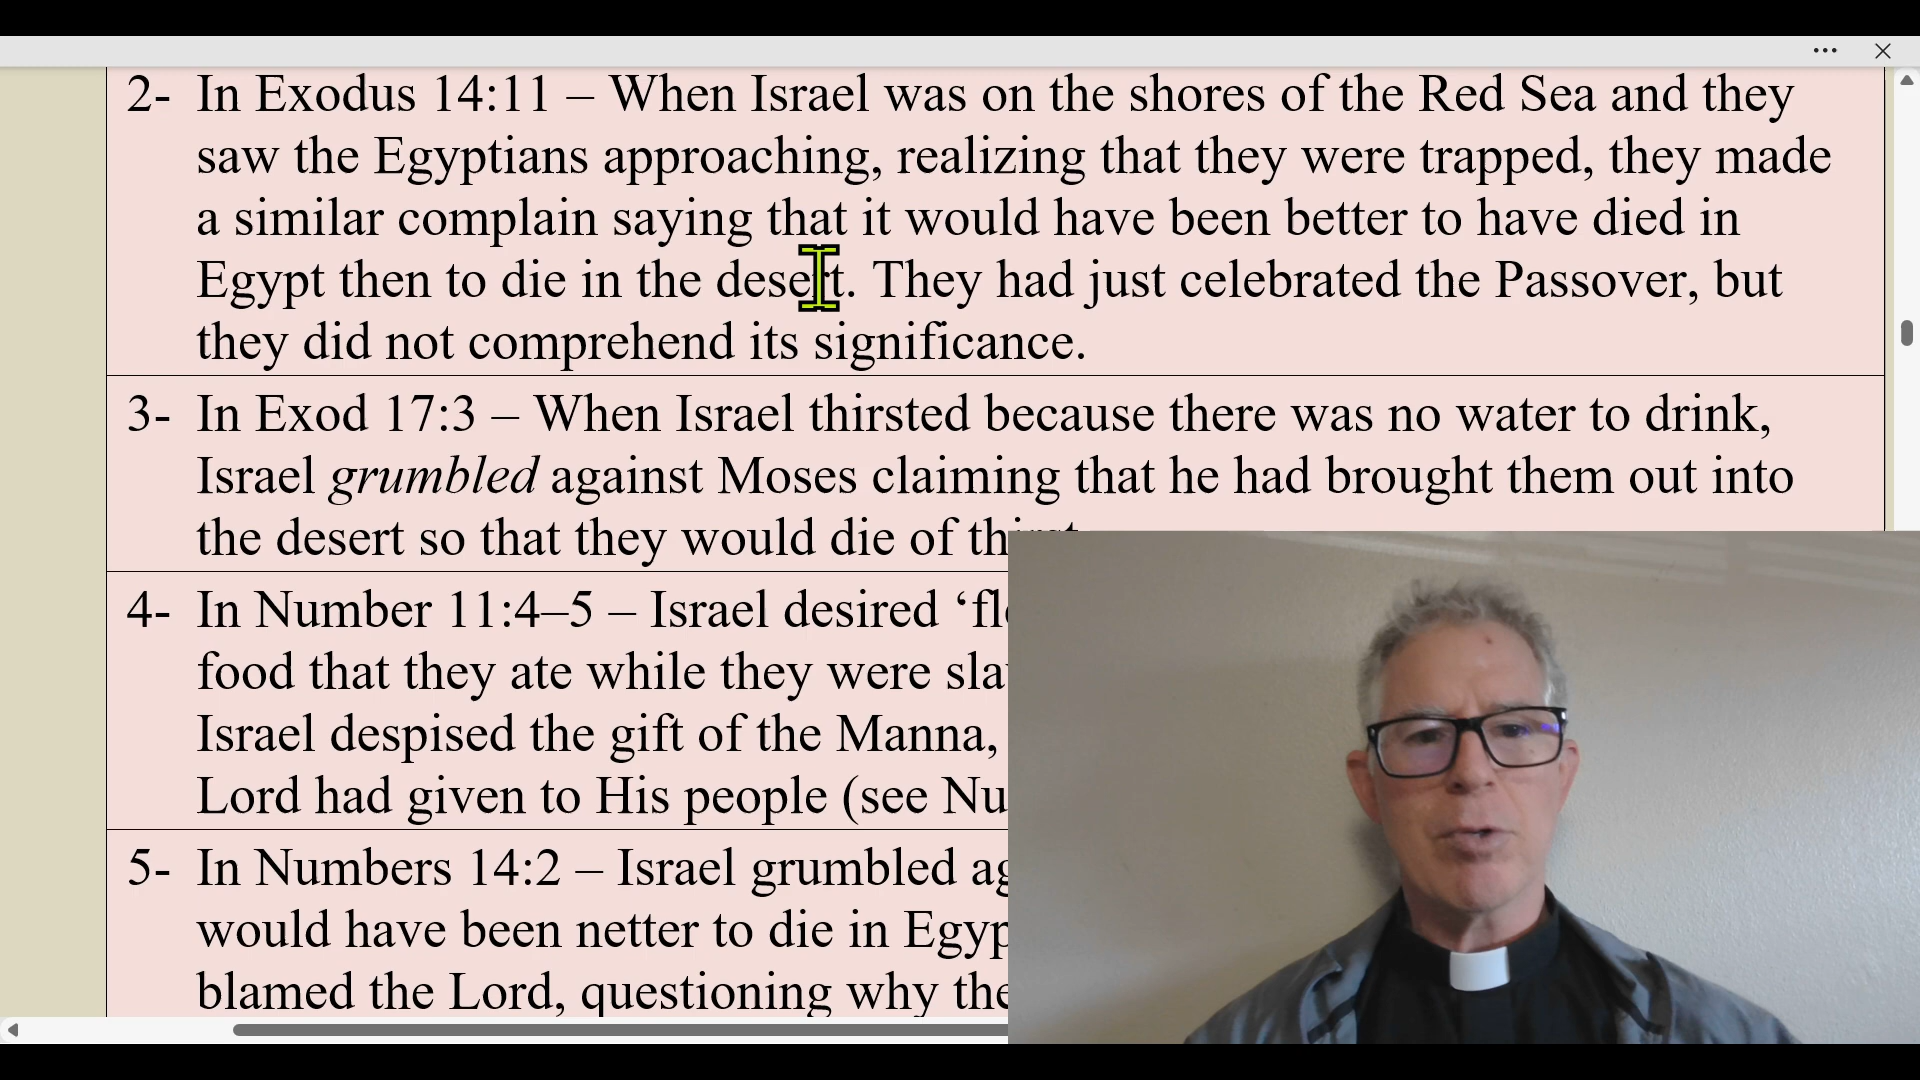 2- In Exodus 14:11 – When Israel was on the shores of the Red Sea and they
saw the Egyptians approaching, realizing that they were trapped, they made
a similar complain saying that it would have been better to have died in
Egypt then to die in the desert. They had just celebrated the Passover, but
they did not comprehend its significance.
3- In Exod 17:3 – When Israel thirsted because there was no water to drink,
Israel grumbled against Moses claiming that he had brought them out into
the desert so that they would die of thirst
4- In Number 11:4–5 – Israel desired
food that they ate while they were
Israel despised the gift of the Manna,
Lord had given to His people (see
5- In Numbers 14:2 – Israel grumbled
would have been netter to die in
blamed the Lord, questioning why